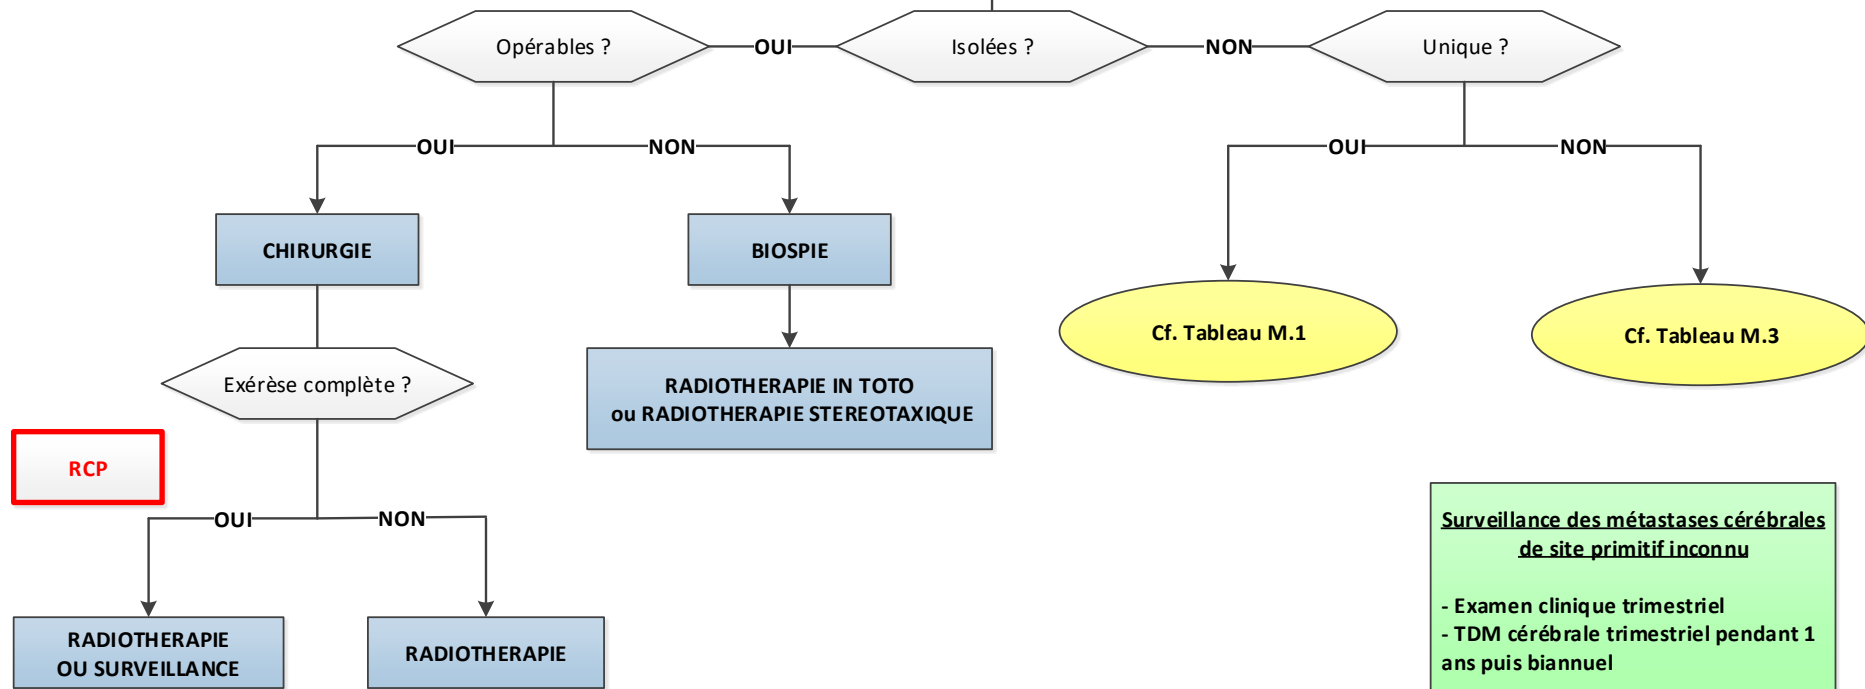 Opérables ?
OUI
Isolées ?
NON
Unique ?
OUI
NON
OUI
NON
CHIRURGIE
BIOSPIE
Cf. Tableau M.1
Cf. Tableau M.3
Exérèse complète ?
RADIOTHERAPIE IN TOTO
ou RADIOTHERAPIE STEREOTAXIQUE
RCP
OUI
NON
RADIOTHERAPIE
OU SURVEILLANCE
RADIOTHERAPIE
Surveillance des métastases cérébrales
de site primitif inconnu
- Examen clinique trimestriel
- TDM cérébrale trimestriel pendant 1
ans puis biannuel